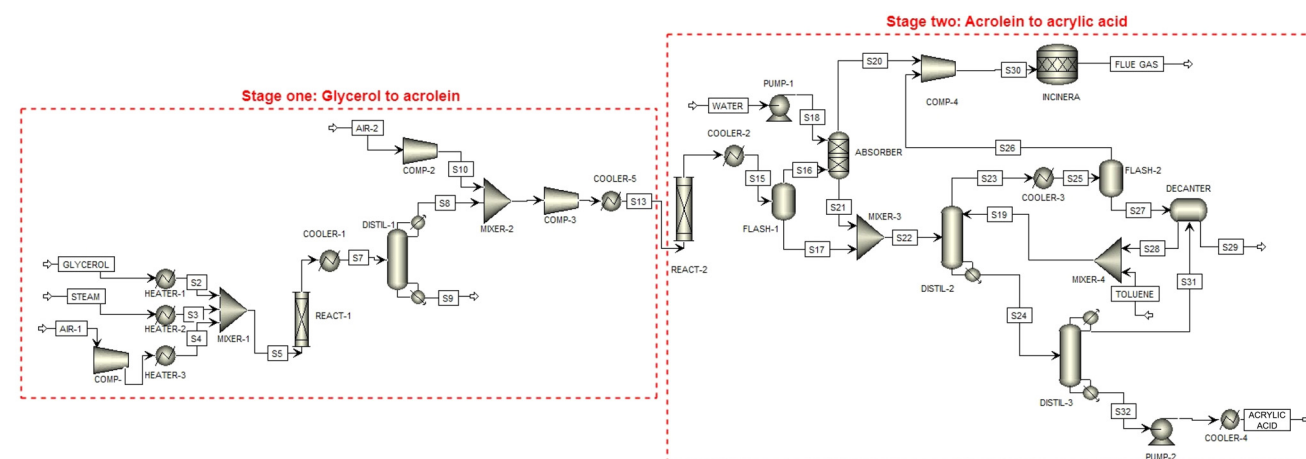 Stage two: Acrolein to acrylic acid
Stage one: Glycerol to acrolein
S20
S30
FLUE GAS
COMP-4
INCINERA
PUMP-1
WATER
S18
COOLER-2
ABSORBER
S15
S16
S26
FLASH-2
S23
COOLER-3
S25
AIR-2
COMP-2
S10
S8
MIXER-2
COMP-3
COOLER-5
S13
REACT-2
FLASH-1
S21
MIXER-3
S17
S22
S19
DISTIL-2
S27
DECANTER
S28
S29
MIXER-4
TOLUENE
S31
COOLER-1
S7
DISTIL-1
S9
GLYCEROL
HEATER-1
S2
STEAM
HEATER-2
S3
AIR-1
S4
MIXER-1
COMP-
HEATER-3
S5
REACT-1
S24
DISTIL-3
S32
PUMP-2
COOLER-4
ACRYLIC
ACID